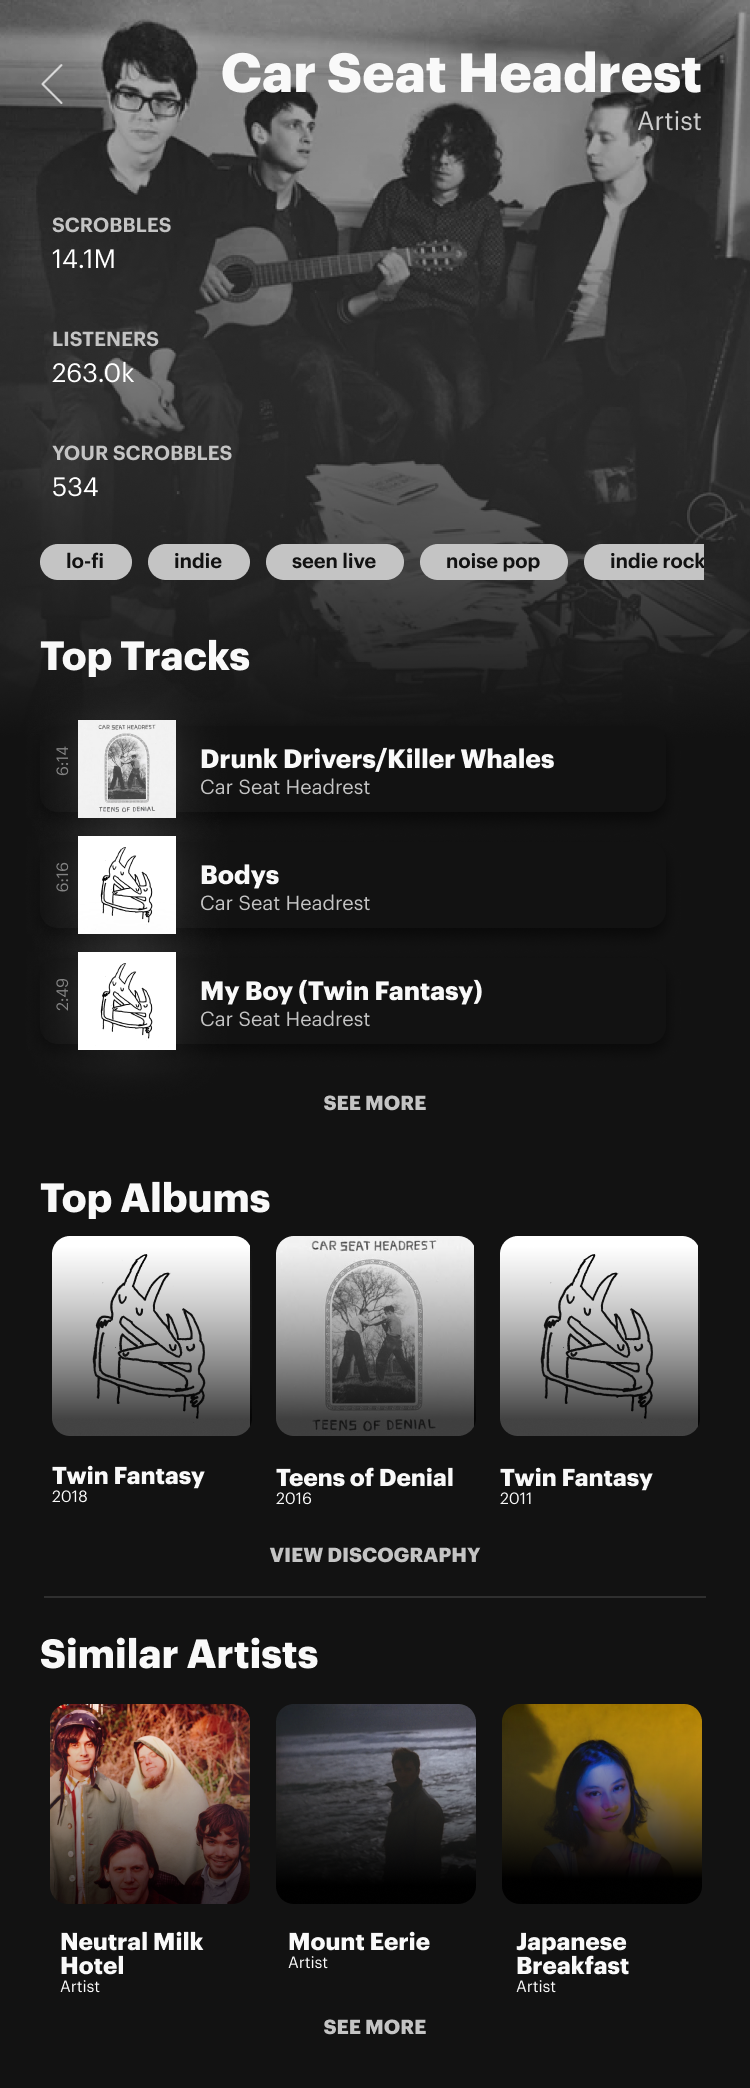 Car Seat Headrest
Artist
SCROBBLES
14.1M
LISTENERS
263.0k
YOUR SCROBBLES
534
lo-fi
indie
seen live
noise pop
indie rock
Top Tracks
6:14
CAR SEAT HEADREST
TEENS OF DENIAL
Drunk Drivers/Killer Whales
Car Seat Headrest
6:16
Bodys
Car Seat Headrest
2:49
My Boy (Twin Fantasy)
Car Seat Headrest
SEE MORE
Top Albums
CAR SEAT HEADREST
TEENS OF DENIAL
Twin Fantasy
2018
Teens of Denial
2016
Twin Fantasy
2011
VIEW DISCOGRAPHY
Similar Artists
Neutral Milk
Hotel
Artist
Mount Eerie
Artist
Japanese
Breakfast
Artist
SEE MORE